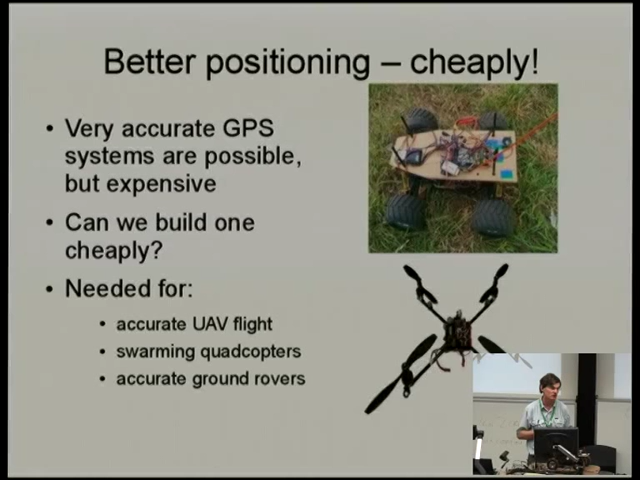 Better positioning – cheaply!
• Very accurate GPS
systems are possible,
but expensive
• Can we build one
cheaply?
• Needed for:
• accurate UAV flight
• swarming quadcopters
• accurate ground rovers